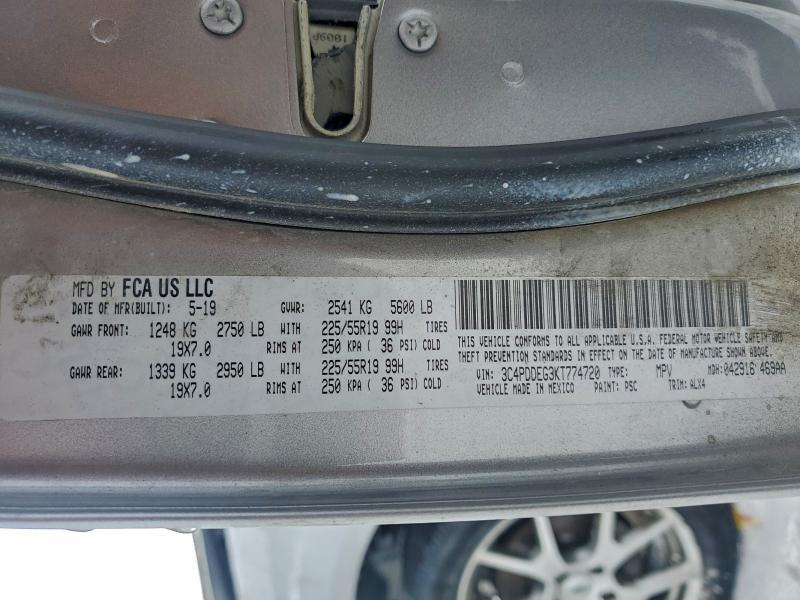 MFD BY FCA US LLC
DATE OF MFR(BUILT): 5-19 GVWR: 2541 KG 5600 LB
GAWR FRONT: 1248 KG 2750 LB WITH 225/55R19 99H TIRES
19X7.0 RIMS AT 250 KPA ( 36 PSI) COLD
GAWR REAR: 1339 KG 2950 LB WITH 225/55R19 99H TIRES
19X7.0 RIMS AT 250 KPA ( 36 PSI) COLD
THIS VEHICLE CONFORMS TO ALL APPLICABLE U.S.A. FEDERAL MOTOR VEHICLE SAFETY AND
THEFT PREVENTION STANDARDS IN EFFECT ON THE DATE OF MANUFACTURE SHOWN ABOVE.
VIN: 3C4PDDEG3KT774720 TYPE: MPV MDH: 042916 469AA
VEHICLE MADE IN MEXICO PAINT: PSC TRIM: ALX4